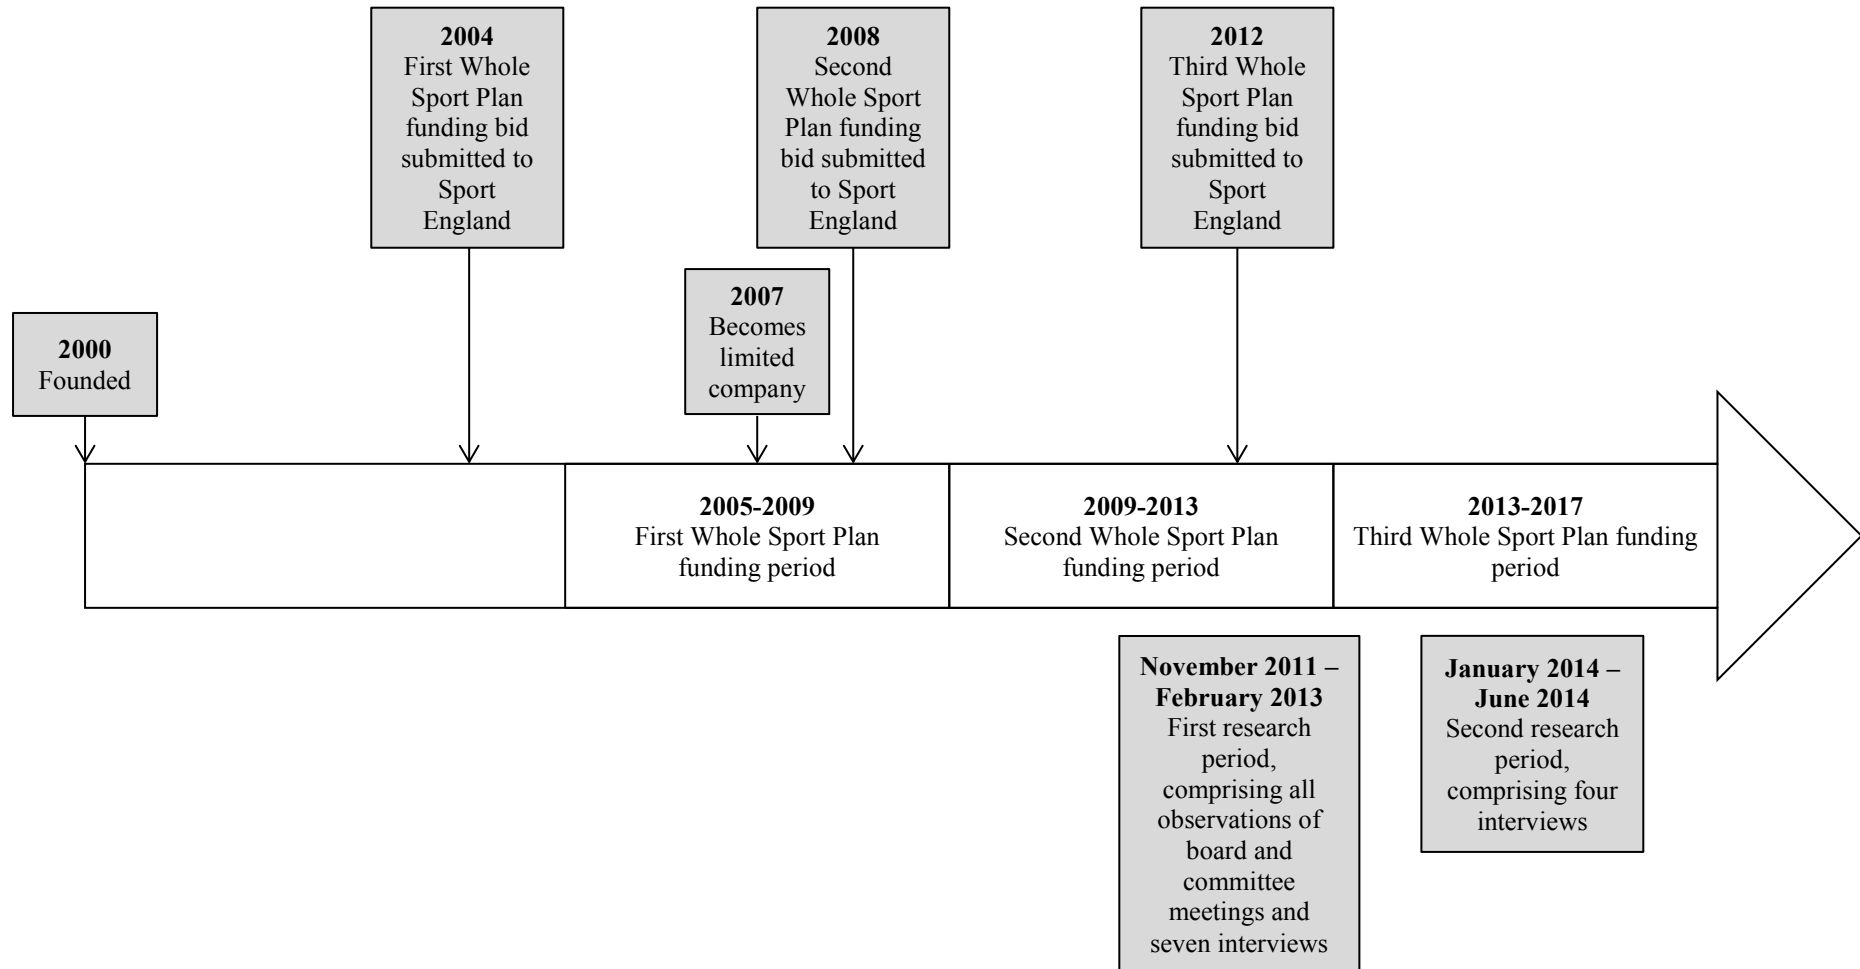 2004
First Whole
Sport Plan
funding bid
submitted to
Sport
England
2008
Second
Whole Sport
Plan funding
bid submitted
to Sport
England
2012
Third Whole
Sport Plan
funding bid
submitted to
Sport
England
2007
Becomes
limited
company
2000
Founded
2005-2009
First Whole Sport Plan
funding period
2009-2013
Second Whole Sport Plan
funding period
2013-2017
Third Whole Sport Plan funding
period
November 2011 –
February 2013
First research
period,
comprising all
observations of
board and
committee
meetings and
seven interviews
January 2014 –
June 2014
Second research
period,
comprising four
interviews